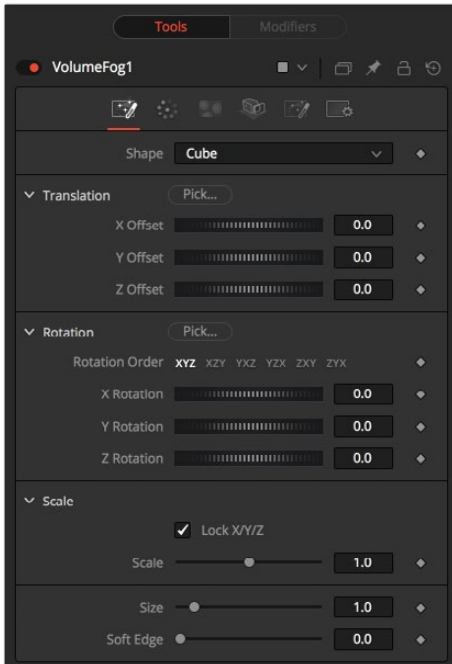 Tools Modifiers
VolumeFog1
Shape Cube
Translation Pick...
X Offset 0.0
Y Offset 0.0
Z Offset 0.0
Rotation Pick...
Rotation Order XYZ XZY YXZ YZX ZXY ZYX
X Rotation 0.0
Y Rotation 0.0
Z Rotation 0.0
Scale
Lock X/Y/Z
Scale 1.0
Size 1.0
Soft Edge 0.0